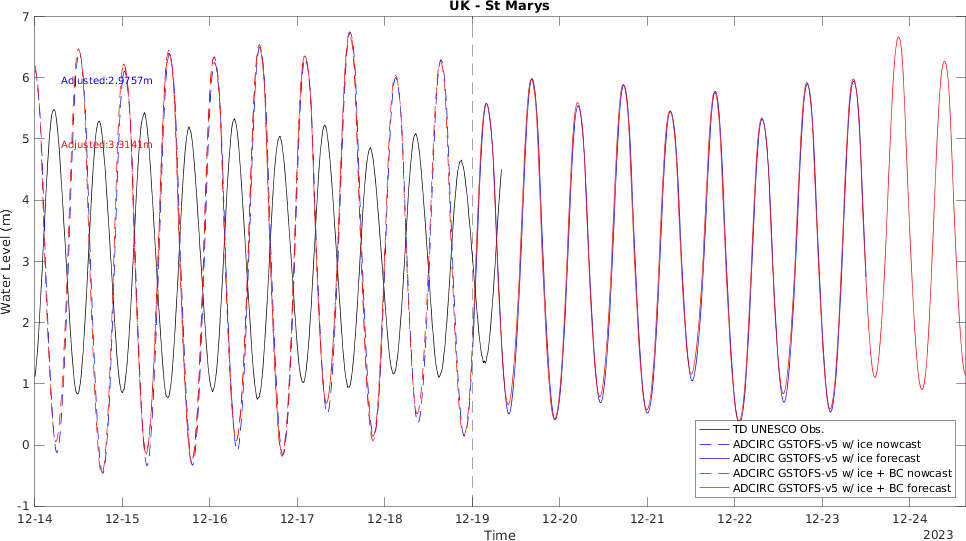 UK - St Marys
7
6
5
4
3
2
1
0
-1
Water Level (m)
Adjusted:2.9757m
Adjusted:3.3141m
TD UNESCO Obs.
ADCIRC GSTOFS-v5 w/ ice nowcast
ADCIRC GSTOFS-v5 w/ ice forecast
ADCIRC GSTOFS-v5 w/ ice + BC nowcast
ADCIRC GSTOFS-v5 w/ ice + BC forecast
12-14 12-15 12-16 12-17 12-18 12-19 12-20 12-21 12-22 12-23 12-24
Time
2023